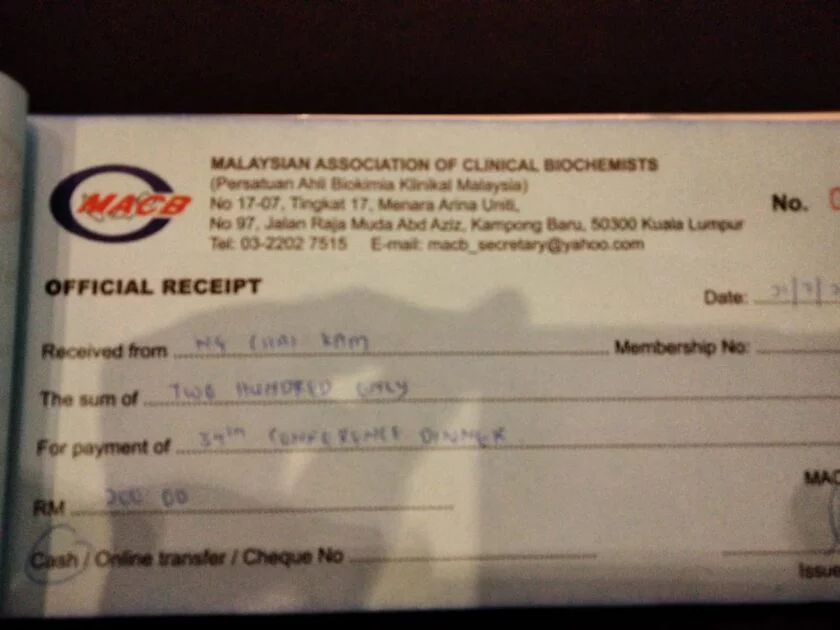 MACB
MALAYSIAN ASSOCIATION OF CLINICAL BIOCHEMISTS
(Persatuan Ahli Biokimia Klinikal Malaysia)
No 17-07, Tingkat 17, Menara Arina Uniti,
No 97, Jalan Raja Muda Abd Aziz, Kampong Baru, 50300 Kuala Lumpur
Tel: 03-2202 7515 E-mail: macb_secretary@yahoo.com
No. 0
OFFICIAL RECEIPT
Date:
Received from NG CHAI KAM Membership No:
The sum of TWO HUNDRED ONLY
For payment of 34th CONFERENCE DINNER
MAC
RM 200 00
Cash / Online transfer / Cheque No
Issue